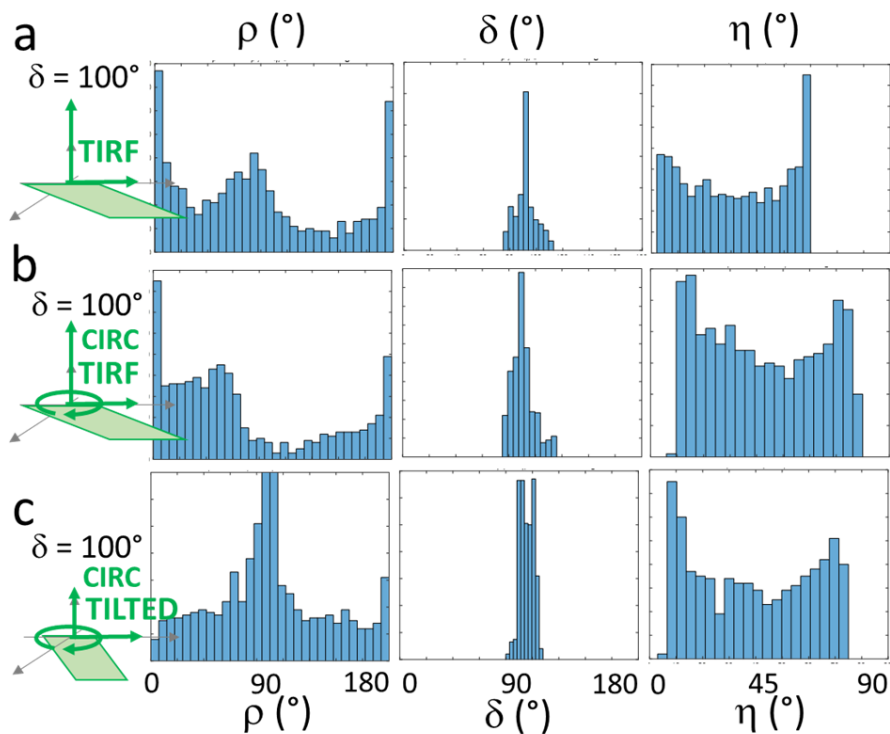 ρ (°) δ (°) η (°)
a
δ = 100°
TIRF
b
δ = 100°
CIRC
TIRF
c
δ = 100°
CIRC
TILTED
0 90 180 0 90 180 0 45 90
ρ (°) δ (°) η (°)